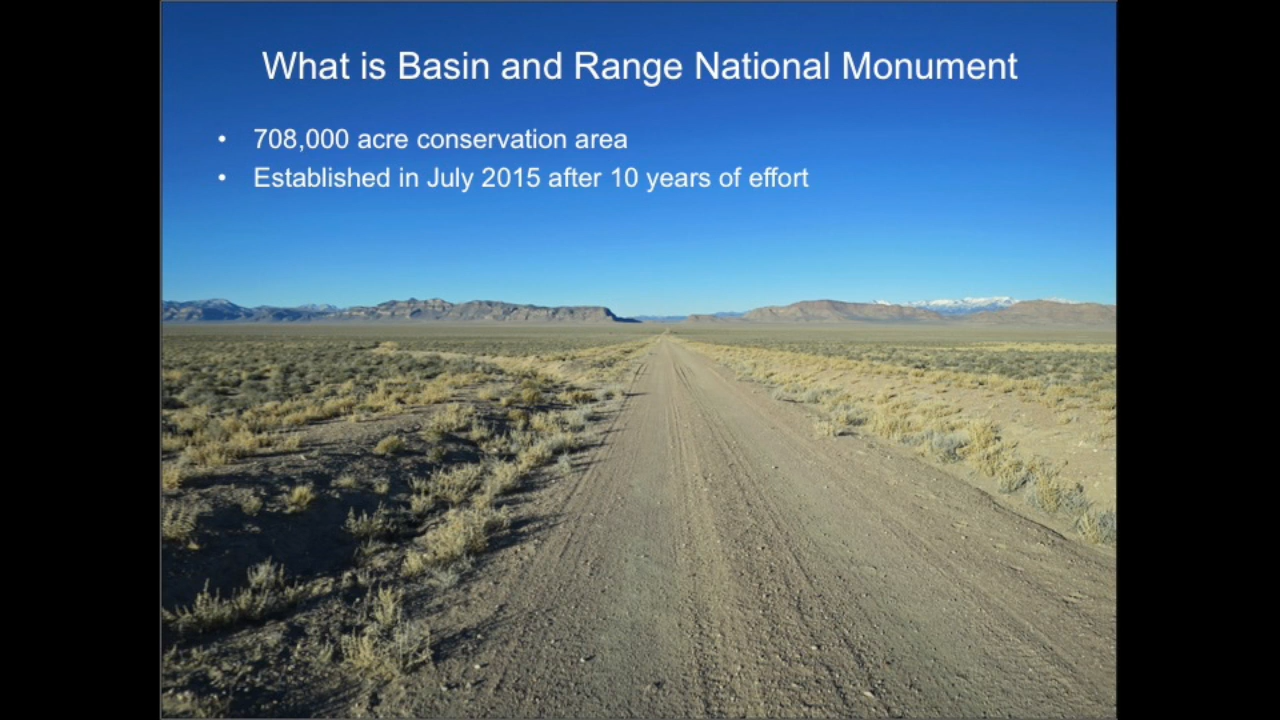 What is Basin and Range National Monument
• 708,000 acre conservation area
• Established in July 2015 after 10 years of effort